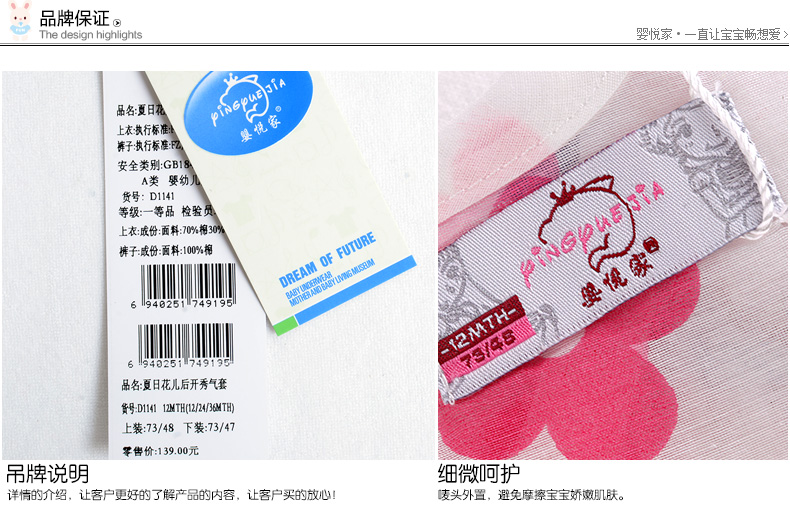 品牌保证
The design highlights
婴悦家·一直让宝宝畅想爱
品名:夏日花
上衣:执行标准:
裤子:执行标准:FZ
安全类别:GB18
A类 婴幼儿
货号: D1141
等级:一等品 检验员
上衣:成份:面料:70%棉30%
裤子:成份:面料:100%棉
6 940251 749195
6 940251 749195
品名:夏日花儿后开秀气套
货号:D1141 12MTH(12/24/36MTH)
上装:73/48 下装:73/47
零售价:139.00元
PINGYUEJIA
婴悦家
DREAM OF FUTURE
BABY UNDERWEAR
MOTHER AND BABY LIVING MUSEUM
PINGYUEJIA
婴悦家
-12MTH-
73/48
吊牌说明
详情的介绍，让客户更好的了解产品的内容，让客户买的放心！
细微呵护
唛头外置，避免摩擦宝宝娇嫩肌肤。